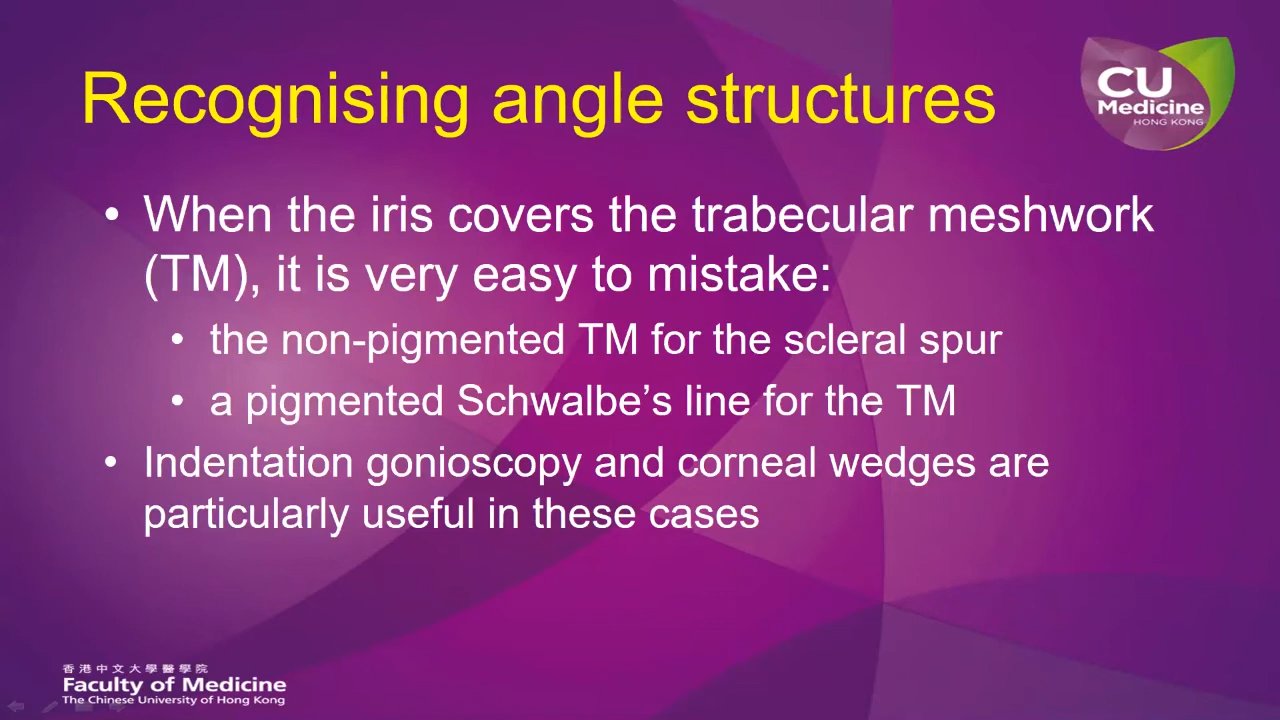 Recognising angle structures
CU
Medicine
HONG KONG
• When the iris covers the trabecular meshwork
(TM), it is very easy to mistake:
• the non-pigmented TM for the scleral spur
• a pigmented Schwalbe’s line for the TM
• Indentation gonioscopy and corneal wedges are
particularly useful in these cases
香港中文大學醫學院
Faculty of Medicine
The Chinese University of Hong Kong